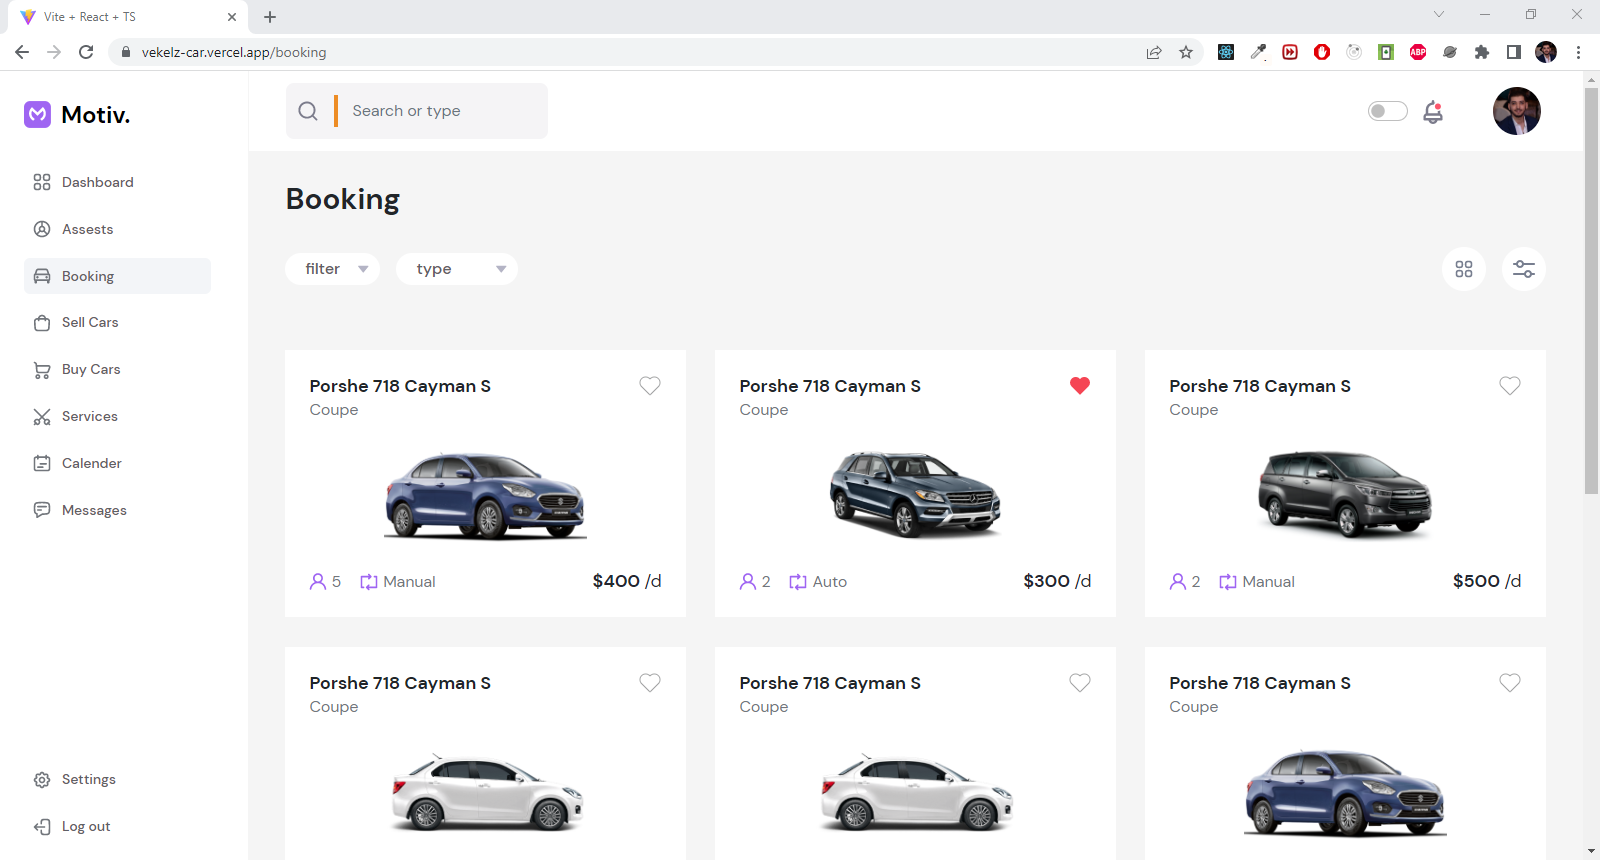 Vite + React + TS
vekelz-car.vercel.app/booking
ABP
Motiv.
Search or type
Dashboard
Assests
Booking
Sell Cars
Buy Cars
Services
Calender
Messages
Settings
Log out
Booking
filter
type
Porshe 718 Cayman S
Coupe
5 Manual $400 /d
Porshe 718 Cayman S
Coupe
2 Auto $300 /d
Porshe 718 Cayman S
Coupe
2 Manual $500 /d
Porshe 718 Cayman S
Coupe
Porshe 718 Cayman S
Coupe
Porshe 718 Cayman S
Coupe